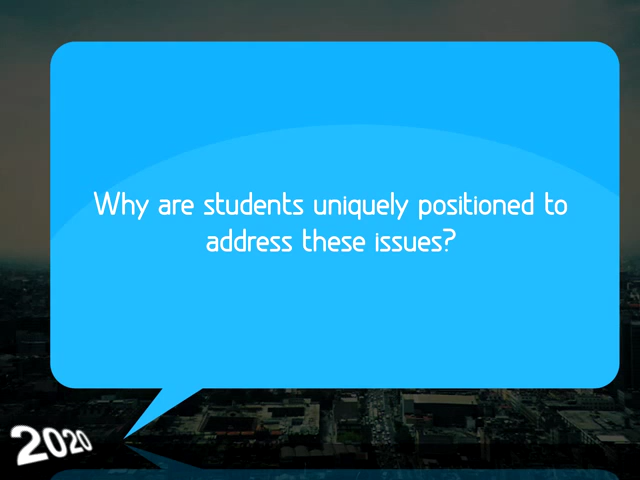 Why are students uniquely positioned to
address these issues?
2020